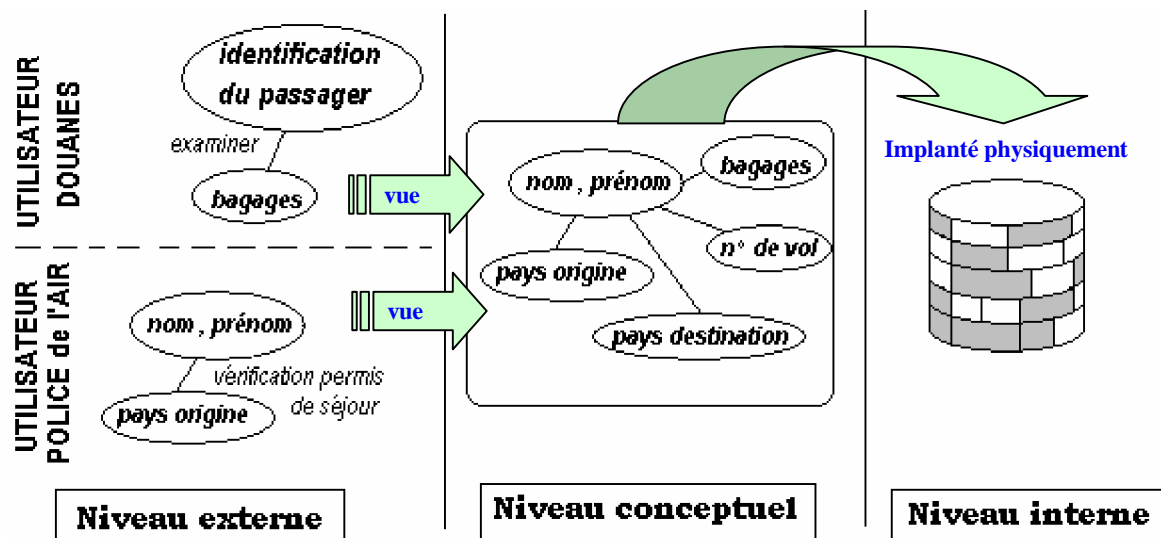 UTILISATEUR
DOUANES
identification
du passager
examiner
bagages
vue
UTILISATEUR
POLICE de l'AIR
nom , prénom
vérification permis
de séjour
pays origine
vue
Niveau externe
nom , prénom
bagages
n° de vol
pays origine
pays destination
Niveau conceptuel
Implanté physiquement
Niveau interne